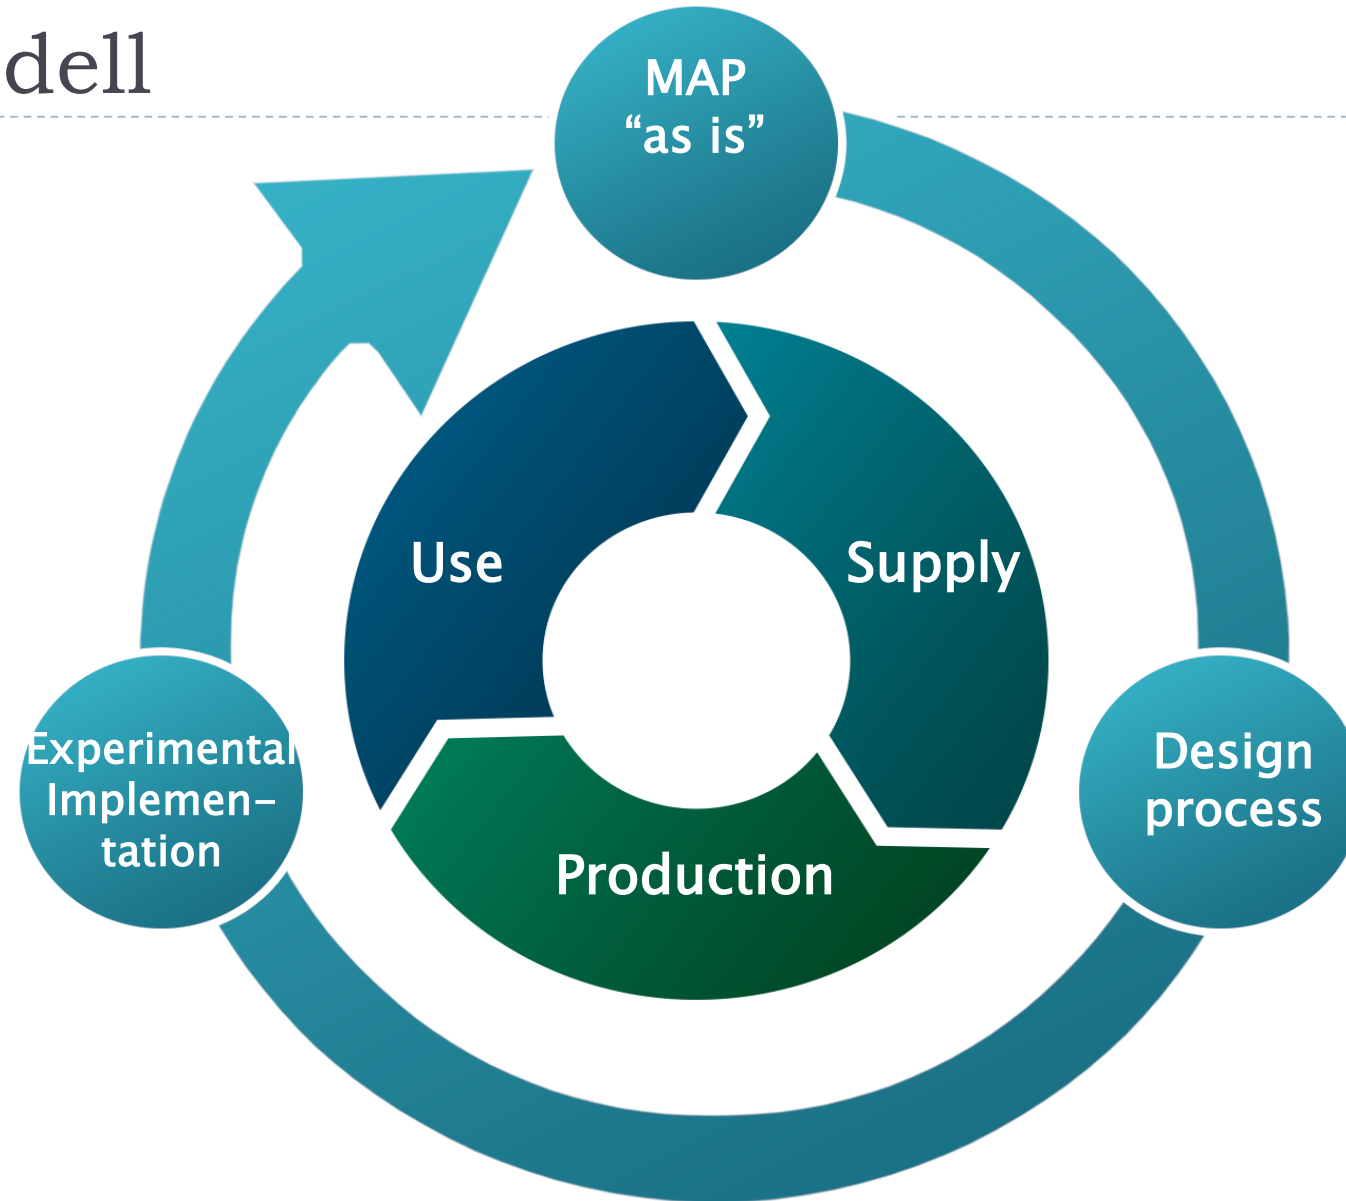 dell
MAP
“as is”
Use
Supply
Experimental
Implemen-
tation
Design
process
Production